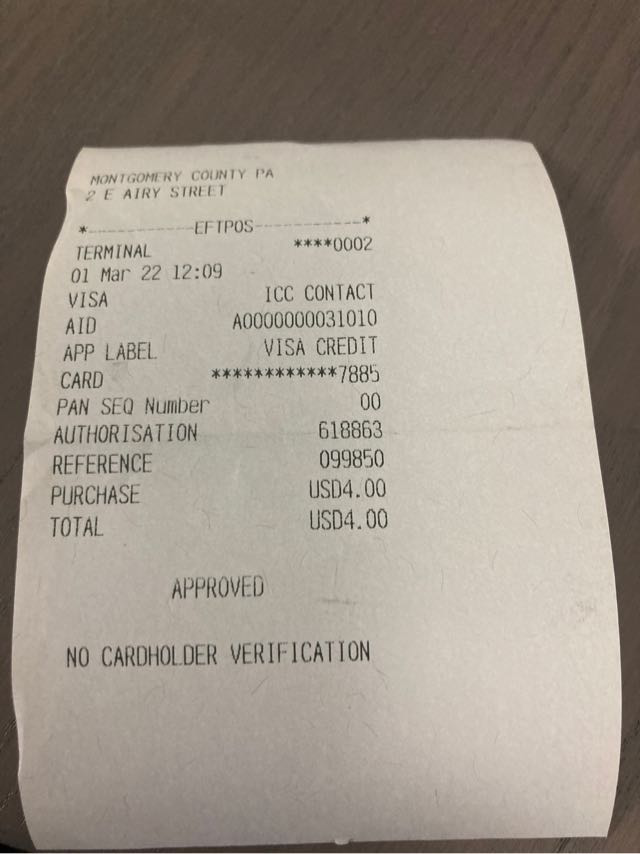 MONTGOMERY COUNTY PA
2 E AIRY STREET
*------------EFTPOS------------*
TERMINAL ****0002
01 Mar 22 12:09
VISA ICC CONTACT
AID A0000000031010
APP LABEL VISA CREDIT
CARD ************7885
PAN SEQ Number 00
AUTHORISATION 618863
REFERENCE 099850
PURCHASE USD4.00
TOTAL USD4.00
APPROVED
NO CARDHOLDER VERIFICATION